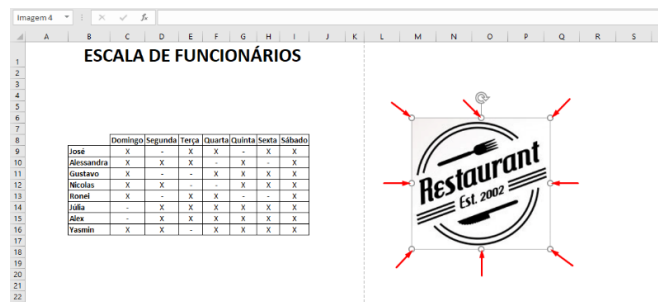 Imagem 4 fx
A B C D E F G H I J K L M N O P Q R S
1 ESCALA DE FUNCIONÁRIOS
2
3
4
5
6
7
8 Domingo Segunda Terça Quarta Quinta Sexta Sábado
9 José X - X X - X X
10 Alessandra X X X - X - X
11 Gustavo X - - X X X X
12 Nicolas X X - - X X X
13 Ronei X - X X - - X
14 Júlia - X X X X X X
15 Alex - X X X X X X
16 Yasmin X X - X X X X
17
18
19
20
21
22
Restaurant
Est. 2002